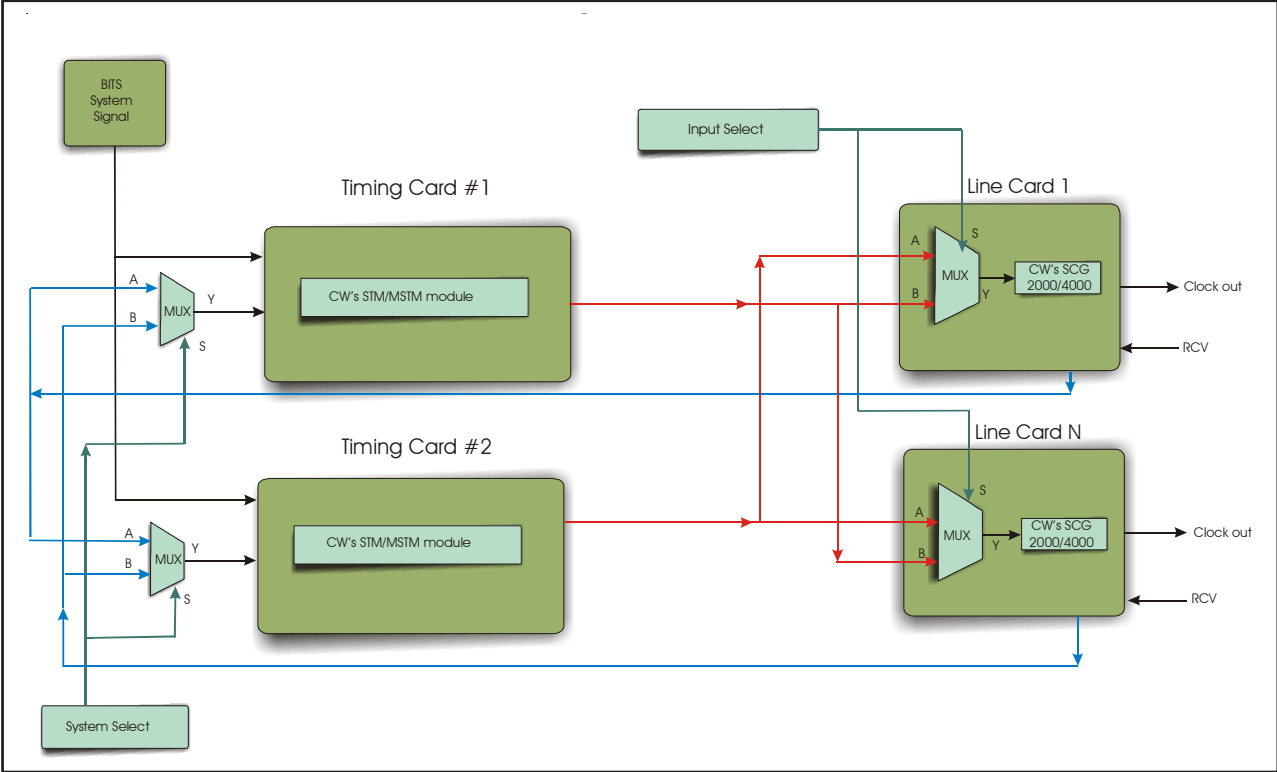 BITS
System
Signal
Input Select
Timing Card #1
Line Card 1
A
MUX
Y
B
S
CW's STM/MSTM module
A
S
MUX
B
Y
CW's SCG
2000/4000
Clock out
RCV
Timing Card #2
Line Card N
A
MUX
Y
B
S
CW's STM/MSTM module
S
A
MUX
B
Y
CW's SCG
2000/4000
Clock out
RCV
System Select